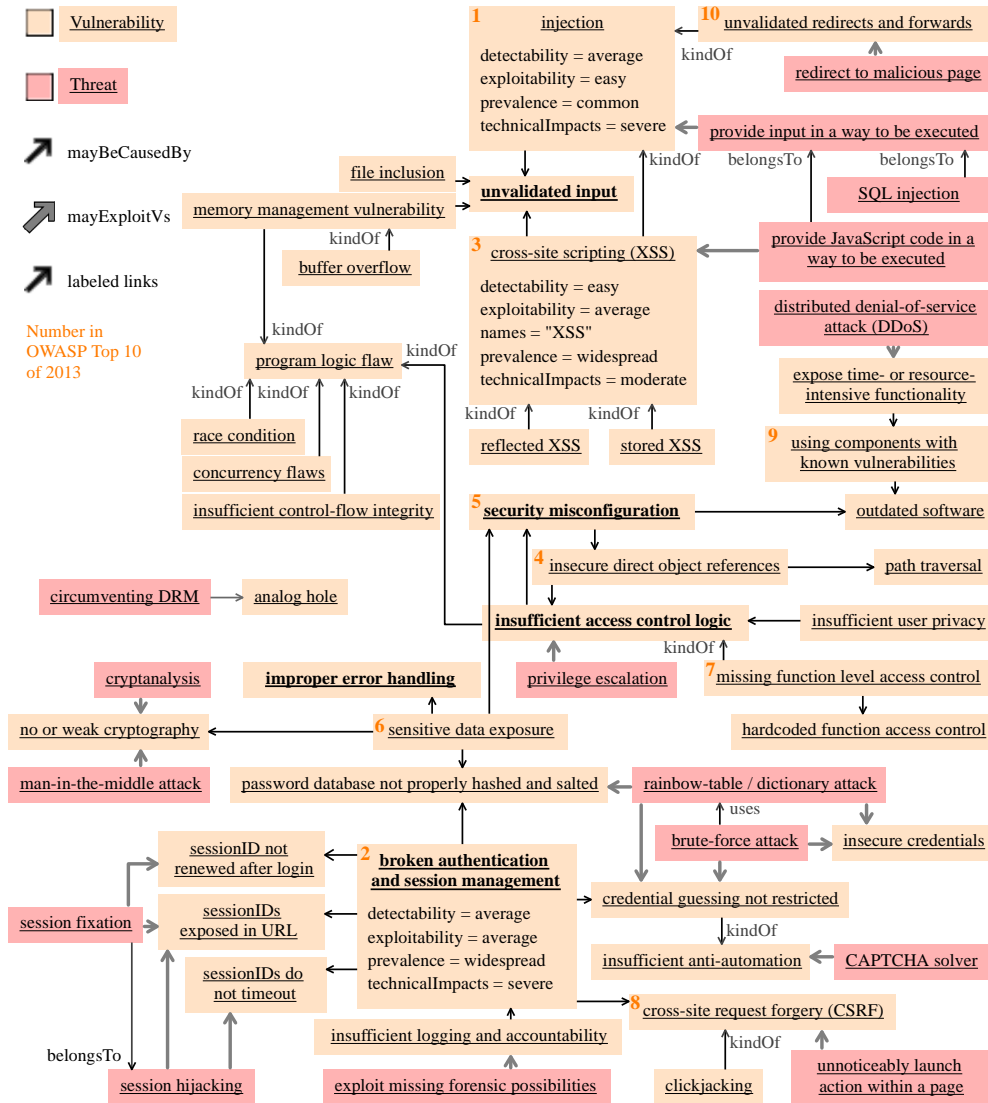 Vulnerability
Threat
mayBeCausedBy
mayExploitVs
labeled links
Number in
OWASP Top 10
of 2013
1
injection
detectability = average
exploitability = easy
prevalence = common
technicalImpacts = severe
10
unvalidated redirects and forwards
kindOf
redirect to malicious page
provide input in a way to be executed
kindOf
belongsTo
belongsTo
SQL injection
file inclusion
unvalidated input
memory management vulnerability
kindOf
buffer overflow
3
cross-site scripting (XSS)
detectability = easy
exploitability = average
names = "XSS"
prevalence = widespread
technicalImpacts = moderate
provide JavaScript code in a
way to be executed
distributed denial-of-service
attack (DDoS)
expose time- or resource-
intensive functionality
kindOf
kindOf
program logic flaw
kindOf
kindOf
kindOf
race condition
concurrency flaws
insufficient control-flow integrity
kindOf
kindOf
reflected XSS
stored XSS
9
using components with
known vulnerabilities
5
security misconfiguration
outdated software
4
insecure direct object references
path traversal
circumventing DRM
analog hole
insufficient access control logic
insufficient user privacy
kindOf
cryptanalysis
improper error handling
privilege escalation
7
missing function level access control
no or weak cryptography
6
sensitive data exposure
hardcoded function access control
man-in-the-middle attack
password database not properly hashed and salted
rainbow-table / dictionary attack
uses
brute-force attack
insecure credentials
sessionID not
renewed after login
2
broken authentication
and session management
detectability = average
exploitability = average
prevalence = widespread
technicalImpacts = severe
credential guessing not restricted
session fixation
sessionIDs
exposed in URL
kindOf
insufficient anti-automation
CAPTCHA solver
sessionIDs do
not timeout
8
cross-site request forgery (CSRF)
insufficient logging and accountability
kindOf
belongsTo
session hijacking
exploit missing forensic possibilities
clickjacking
unnoticeably launch
action within a page